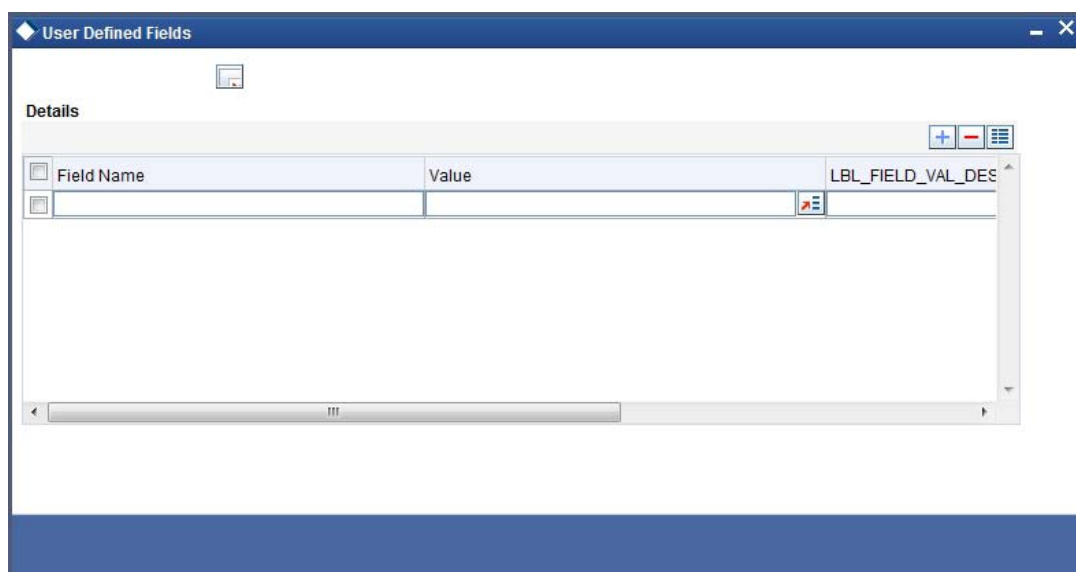 User Defined Fields
Details
Field Name Value LBL_FIELD_VAL_DES